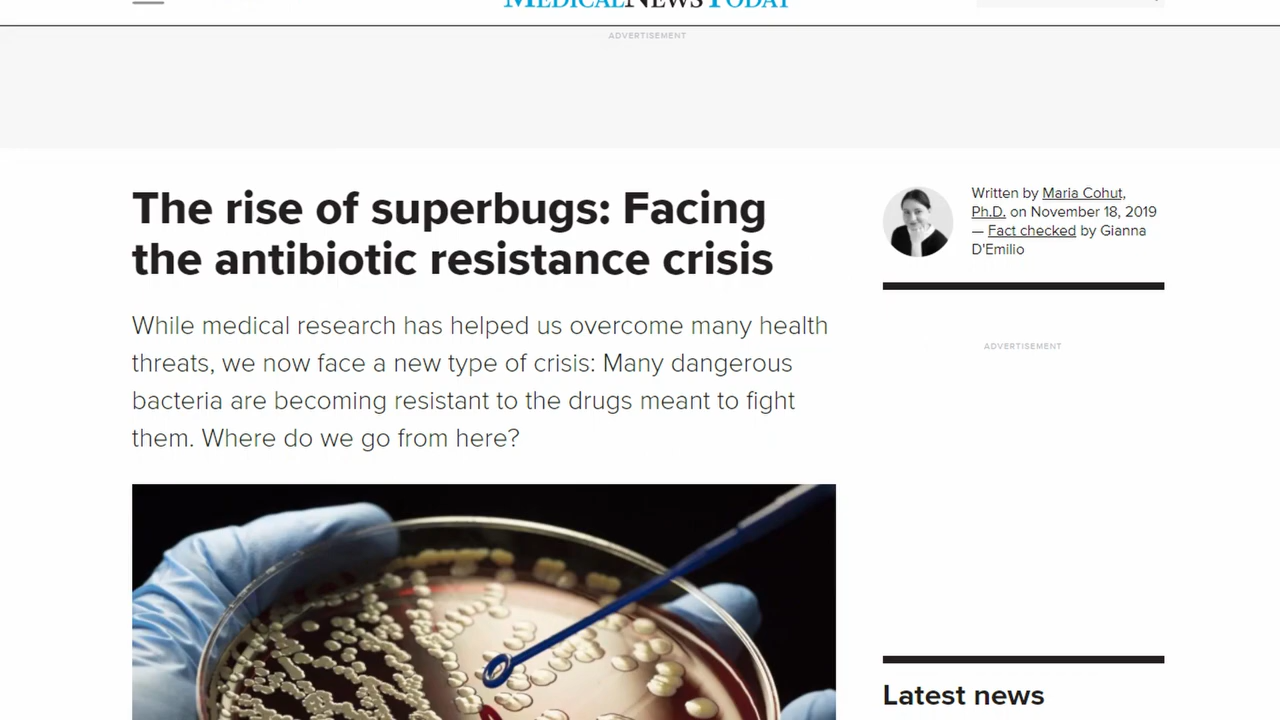 MEDICALNEWSTODAY
ADVERTISEMENT
The rise of superbugs: Facing
the antibiotic resistance crisis
While medical research has helped us overcome many health
threats, we now face a new type of crisis: Many dangerous
bacteria are becoming resistant to the drugs meant to fight
them. Where do we go from here?
Written by Maria Cohut,
Ph.D. on November 18, 2019
— Fact checked by Gianna
D'Emilio
ADVERTISEMENT
Latest news